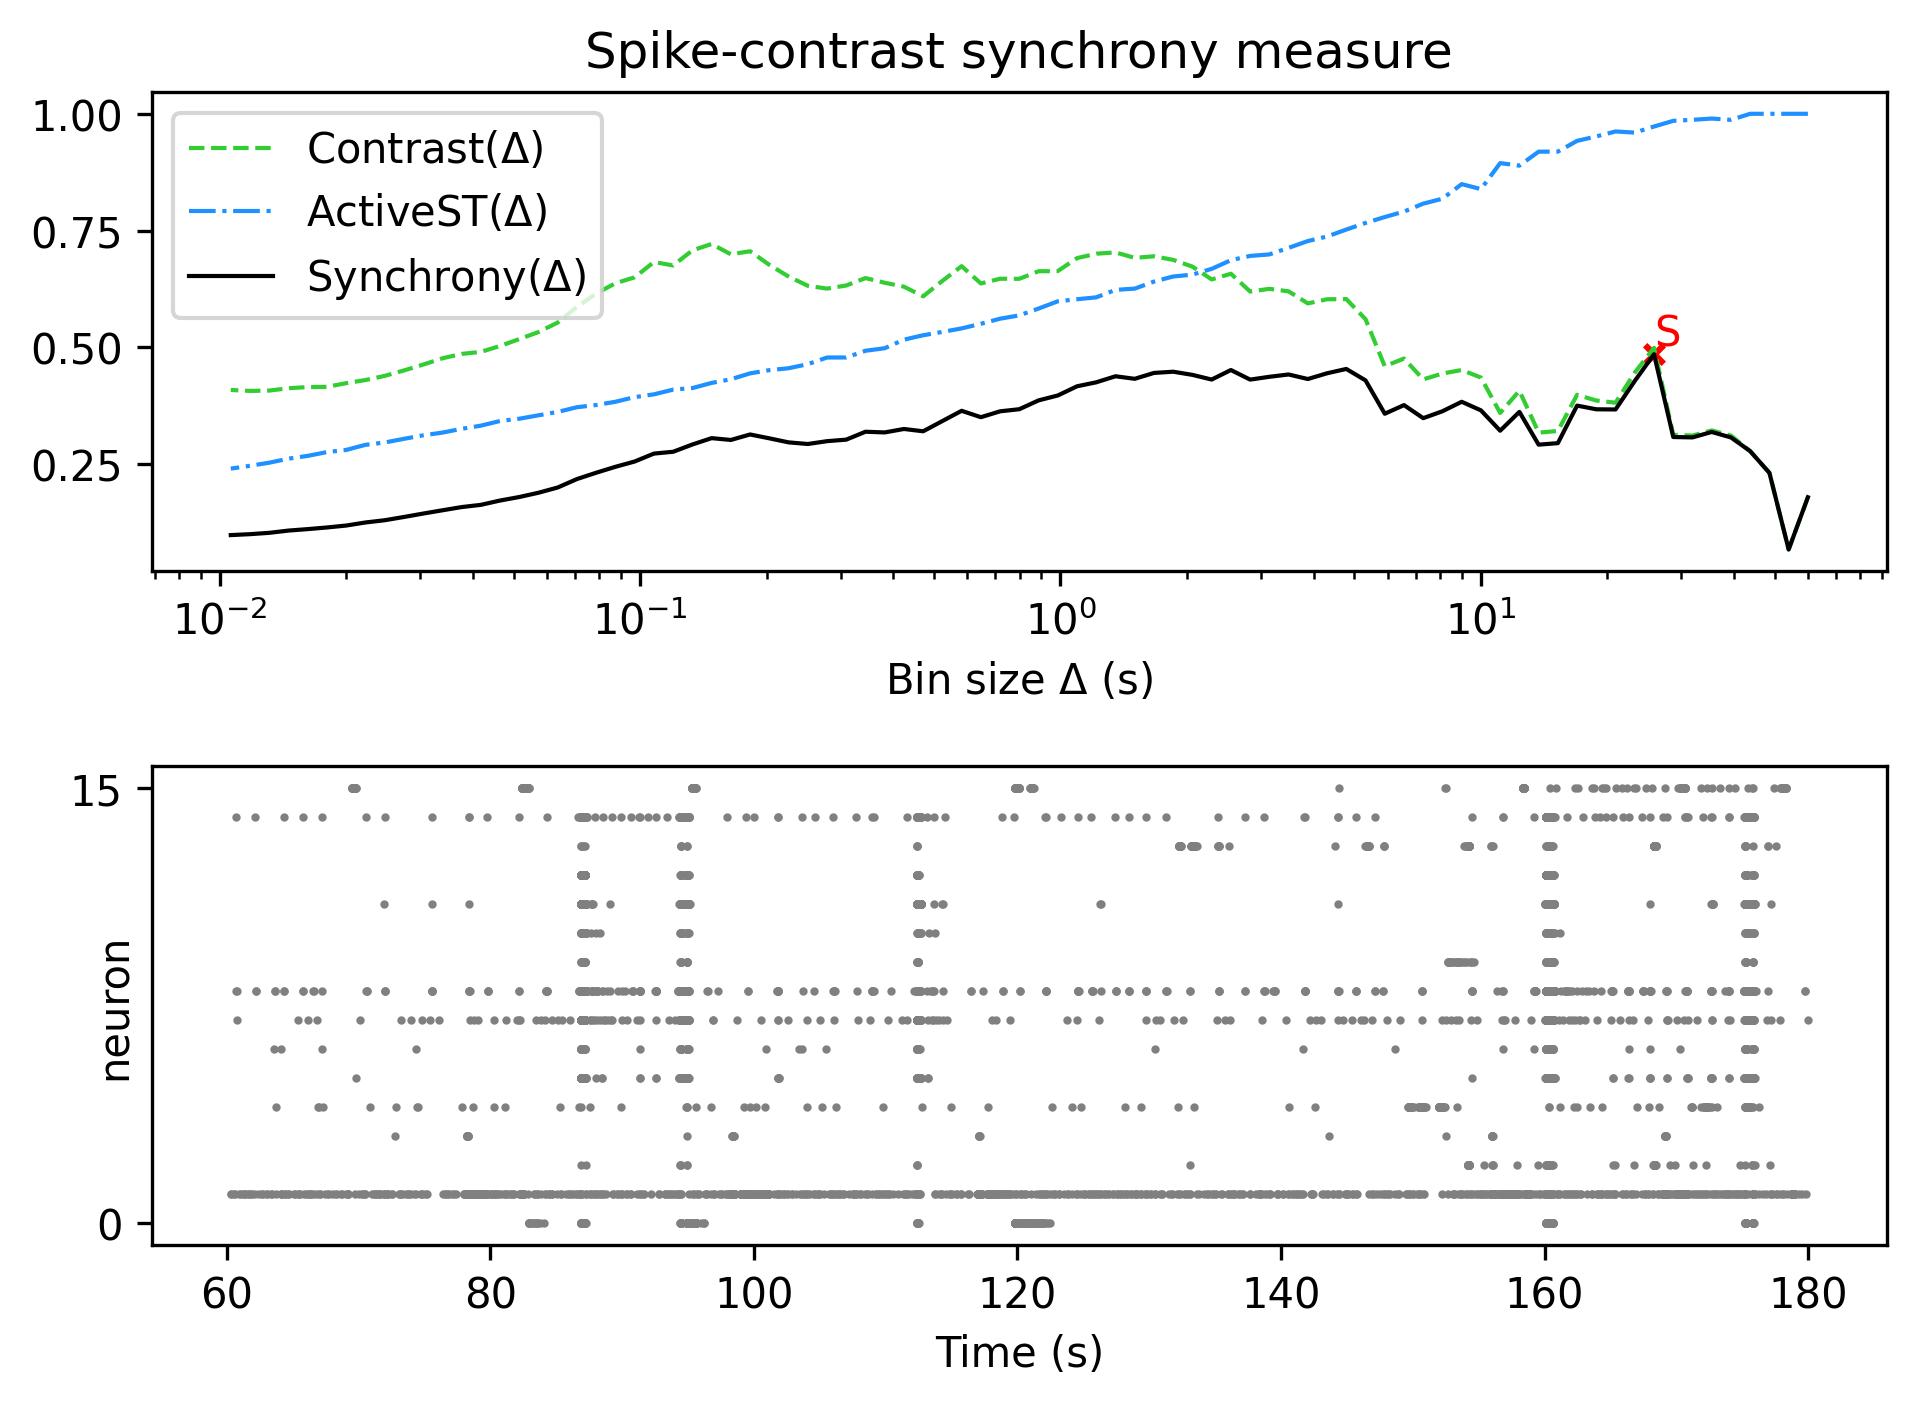 Spike-contrast synchrony measure
1.00
0.75
0.50
0.25
Contrast(Δ)
ActiveST(Δ)
Synchrony(Δ)
S
10⁻² 10⁻¹ 10⁰ 10¹
Bin size Δ (s)
15
0
neuron
60 80 100 120 140 160 180
Time (s)